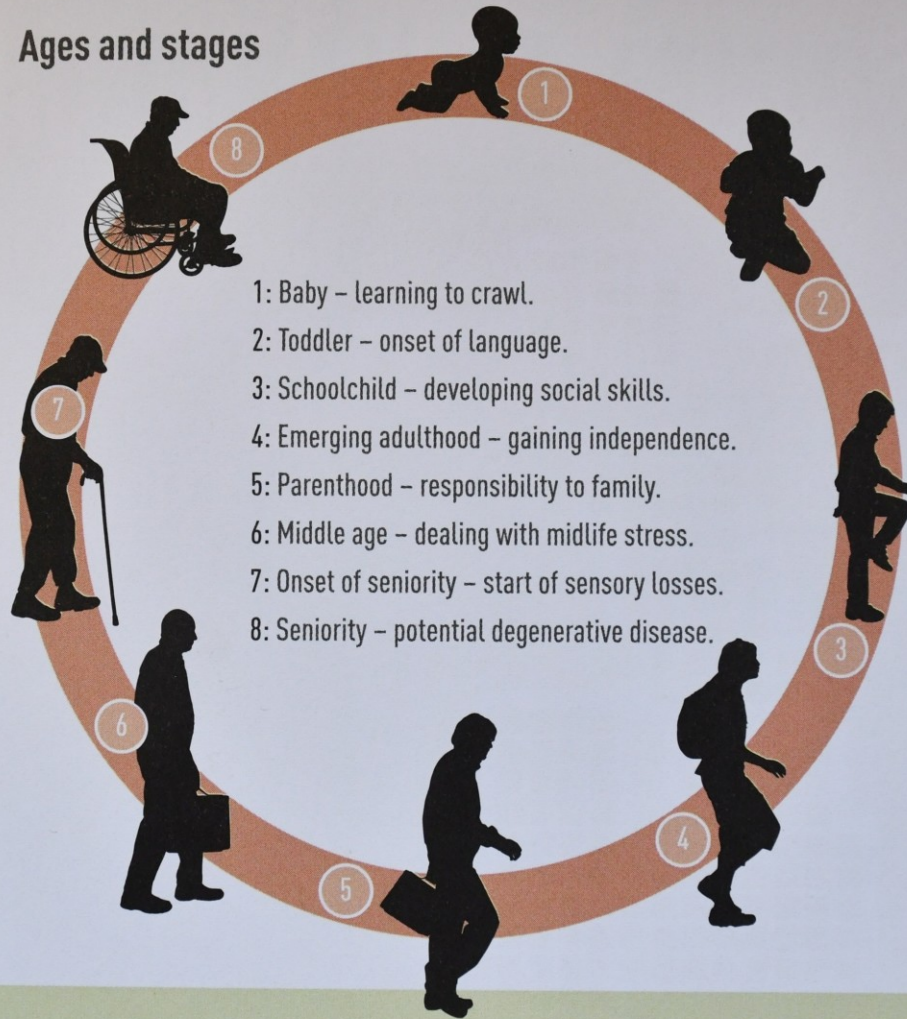 Ages and stages
1
8
2
1: Baby – learning to crawl.
2: Toddler – onset of language.
3: Schoolchild – developing social skills.
7
4: Emerging adulthood – gaining independence.
5: Parenthood – responsibility to family.
6: Middle age – dealing with midlife stress.
7: Onset of seniority – start of sensory losses.
8: Seniority – potential degenerative disease.
3
6
4
5